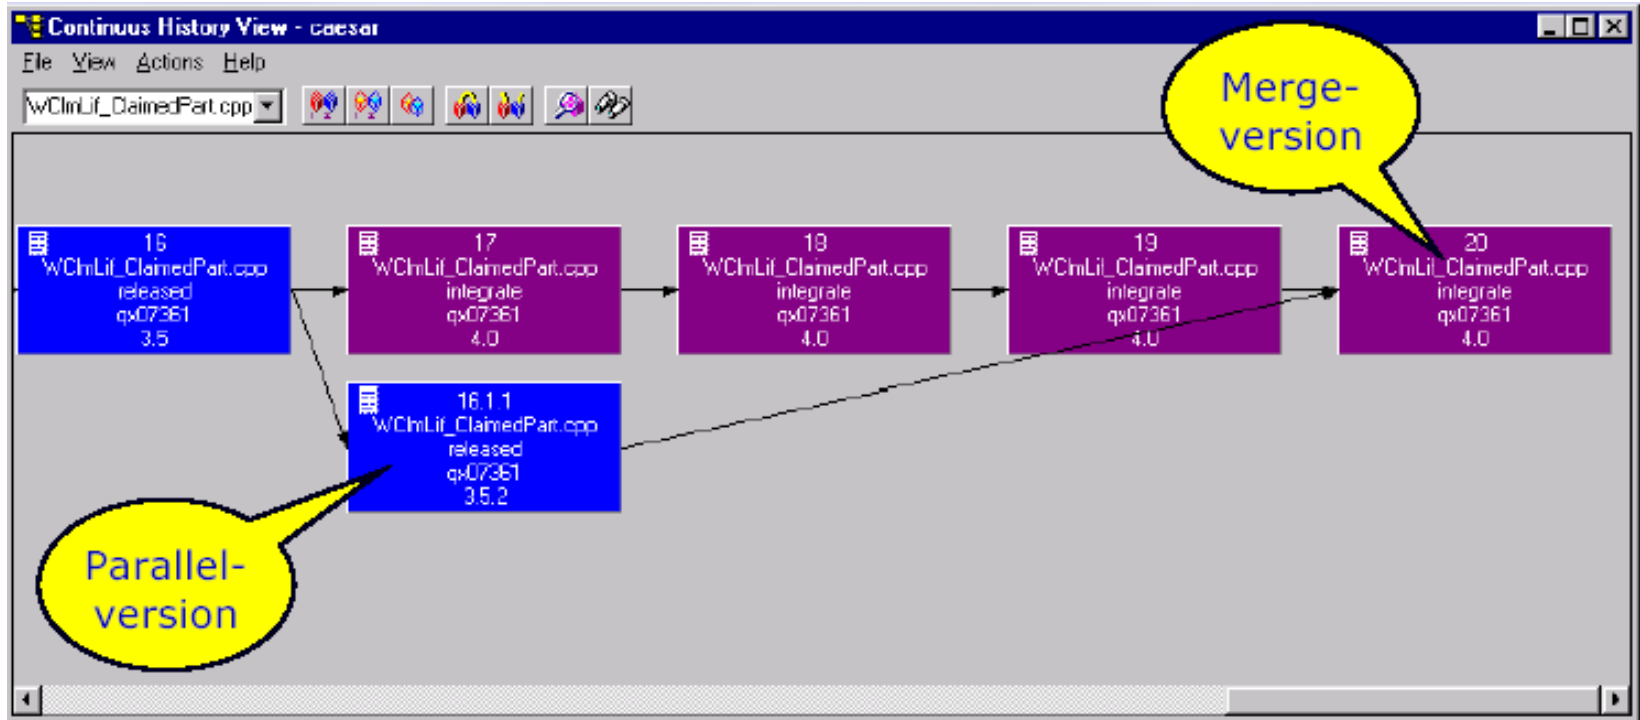 Continuus History View - caesar
File View Actions Help
WClmLif_ClaimedPart.cpp
Merge-
version
16
WClmLif_ClaimedPart.cpp
released
qx07361
3.5
17
WClmLif_ClaimedPart.cpp
integrate
qx07361
4.0
18
WClmLif_ClaimedPart.cpp
integrate
qx07361
4.0
19
WClmLif_ClaimedPart.cpp
integrate
qx07361
4.0
20
WClmLif_ClaimedPart.cpp
integrate
qx07361
4.0
16.1.1
WClmLif_ClaimedPart.cpp
released
qx07361
3.5.2
Parallel-
version